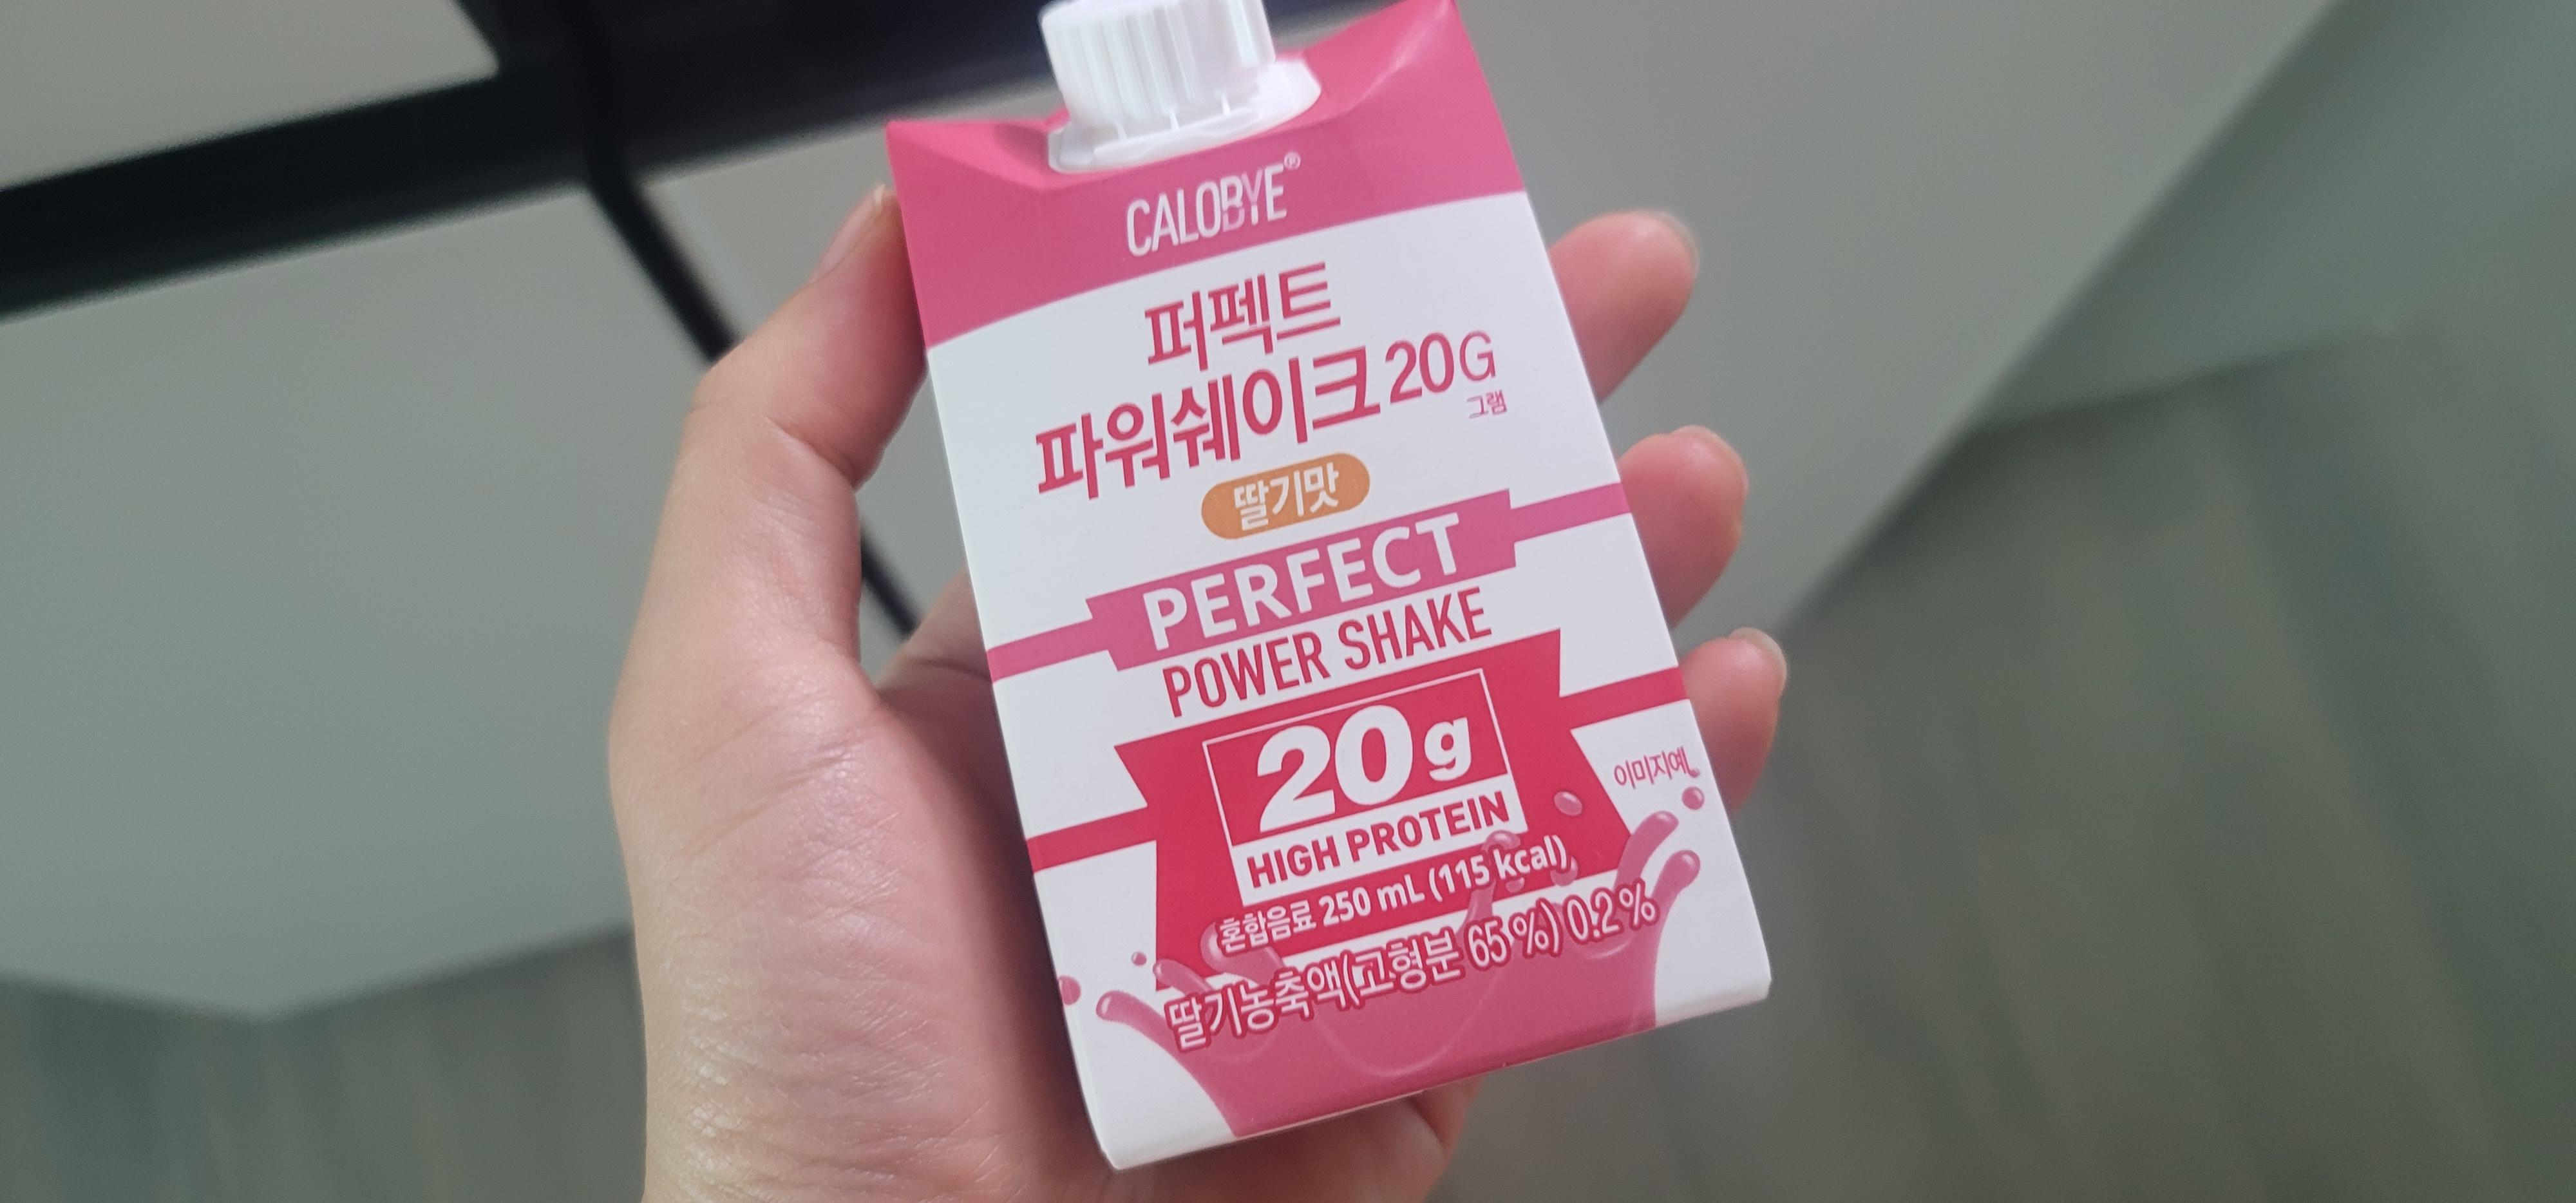 CALOBYE®
퍼펙트
파워쉐이크 20G
그램
딸기맛
PERFECT
POWER SHAKE
20g
HIGH PROTEIN
이미지예
혼합음료 250 mL (115 kcal)
딸기농축액(고형분 65 %) 0.2 %